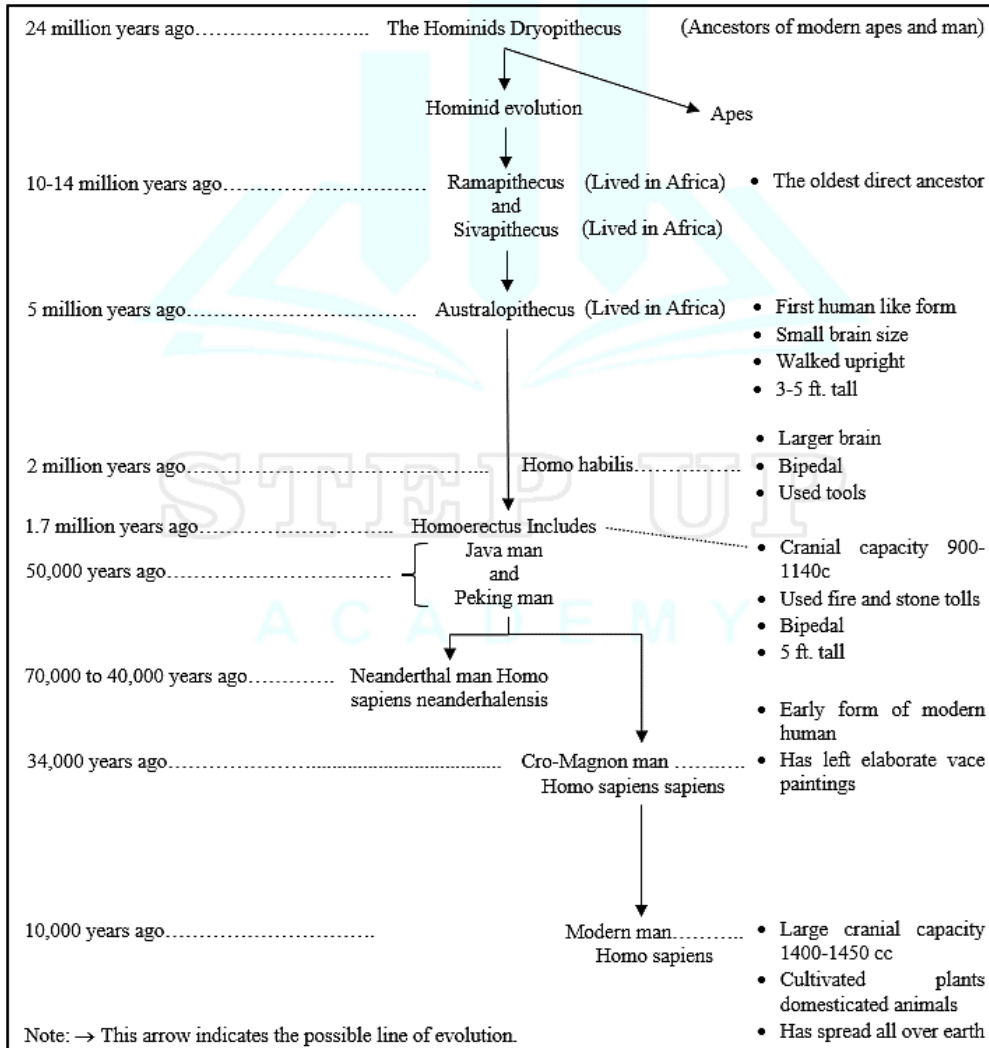 24 million years ago…………………….. The Hominids Dryopithecus (Ancestors of modern apes and man)
Hominid evolution
Apes
10-14 million years ago………………………… Ramapithecus (Lived in Africa) • The oldest direct ancestor
and
Sivapithecus (Lived in Africa)
5 million years ago……………………………… Australopithecus (Lived in Africa) • First human like form
• Small brain size
• Walked upright
• 3-5 ft. tall
• Larger brain
2 million years ago……………………………………… Homo habilis……………. • Bipedal
• Used tools
STEP UP
1.7 million years ago…………………………… Homoerectus Includes
Java man
• Cranial capacity 900-
1140c
50,000 years ago……………………………… and
Peking man
• Used fire and stone tolls
ACADEMY
• Bipedal
• 5 ft. tall
70,000 to 40,000 years ago…………… Neanderthal man Homo
sapiens neanderhalensis
• Early form of modern
human
34,000 years ago…………………………………………… Cro-Magnon man ………… • Has left elaborate vace
Homo sapiens sapiens paintings
10,000 years ago…………………………… Modern man………... • Large cranial capacity
Homo sapiens 1400-1450 cc
• Cultivated plants
domesticated animals
Note: → This arrow indicates the possible line of evolution. • Has spread all over earth